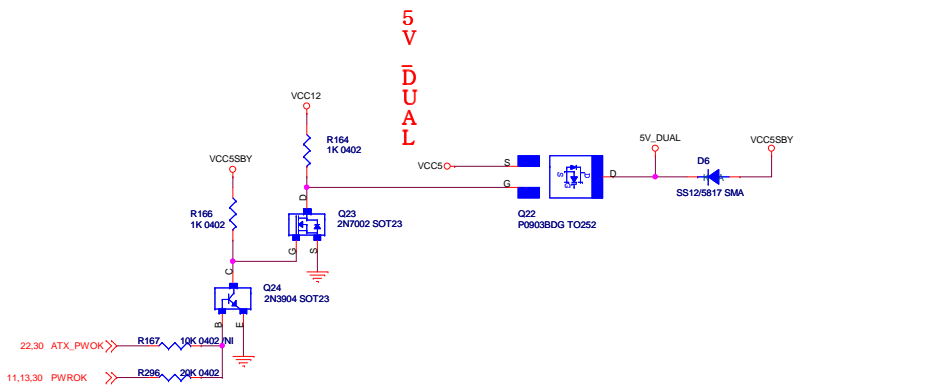 5
V
_
D
U
A
L
VCC12
R164
1K 0402
5V_DUAL
VCC5SBY
VCC5SBY
VCC5
S
D6
D
S
D
G
G
SS12/5817 SMA
R166
1K 0402
D
Q23
2N7002 SOT23
Q22
P0903BDG TO252
G
S
C
Q24
2N3904 SOT23
B
E
22,30 ATX_PWOK
R167
10K 0402 /NI
11,13,30 PWROK
R296
20K 0402